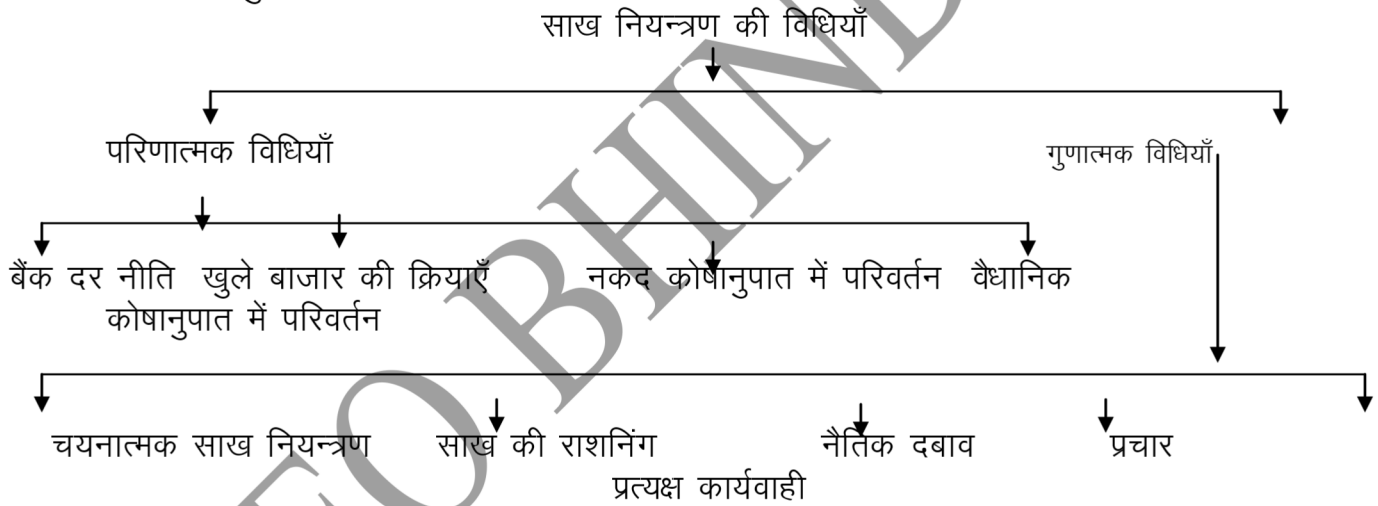 साख नियन्त्रण की विधियाँ
परिणात्मक विधियाँ
गुणात्मक विधियाँ
बैंक दर नीति खुले बाजार की क्रियाएँ नकद कोषानुपात में परिवर्तन वैधानिक
कोषानुपात में परिवर्तन
चयनात्मक साख नियन्त्रण साख की राशनिंग नैतिक दबाव प्रचार
प्रत्यक्ष कार्यवाही